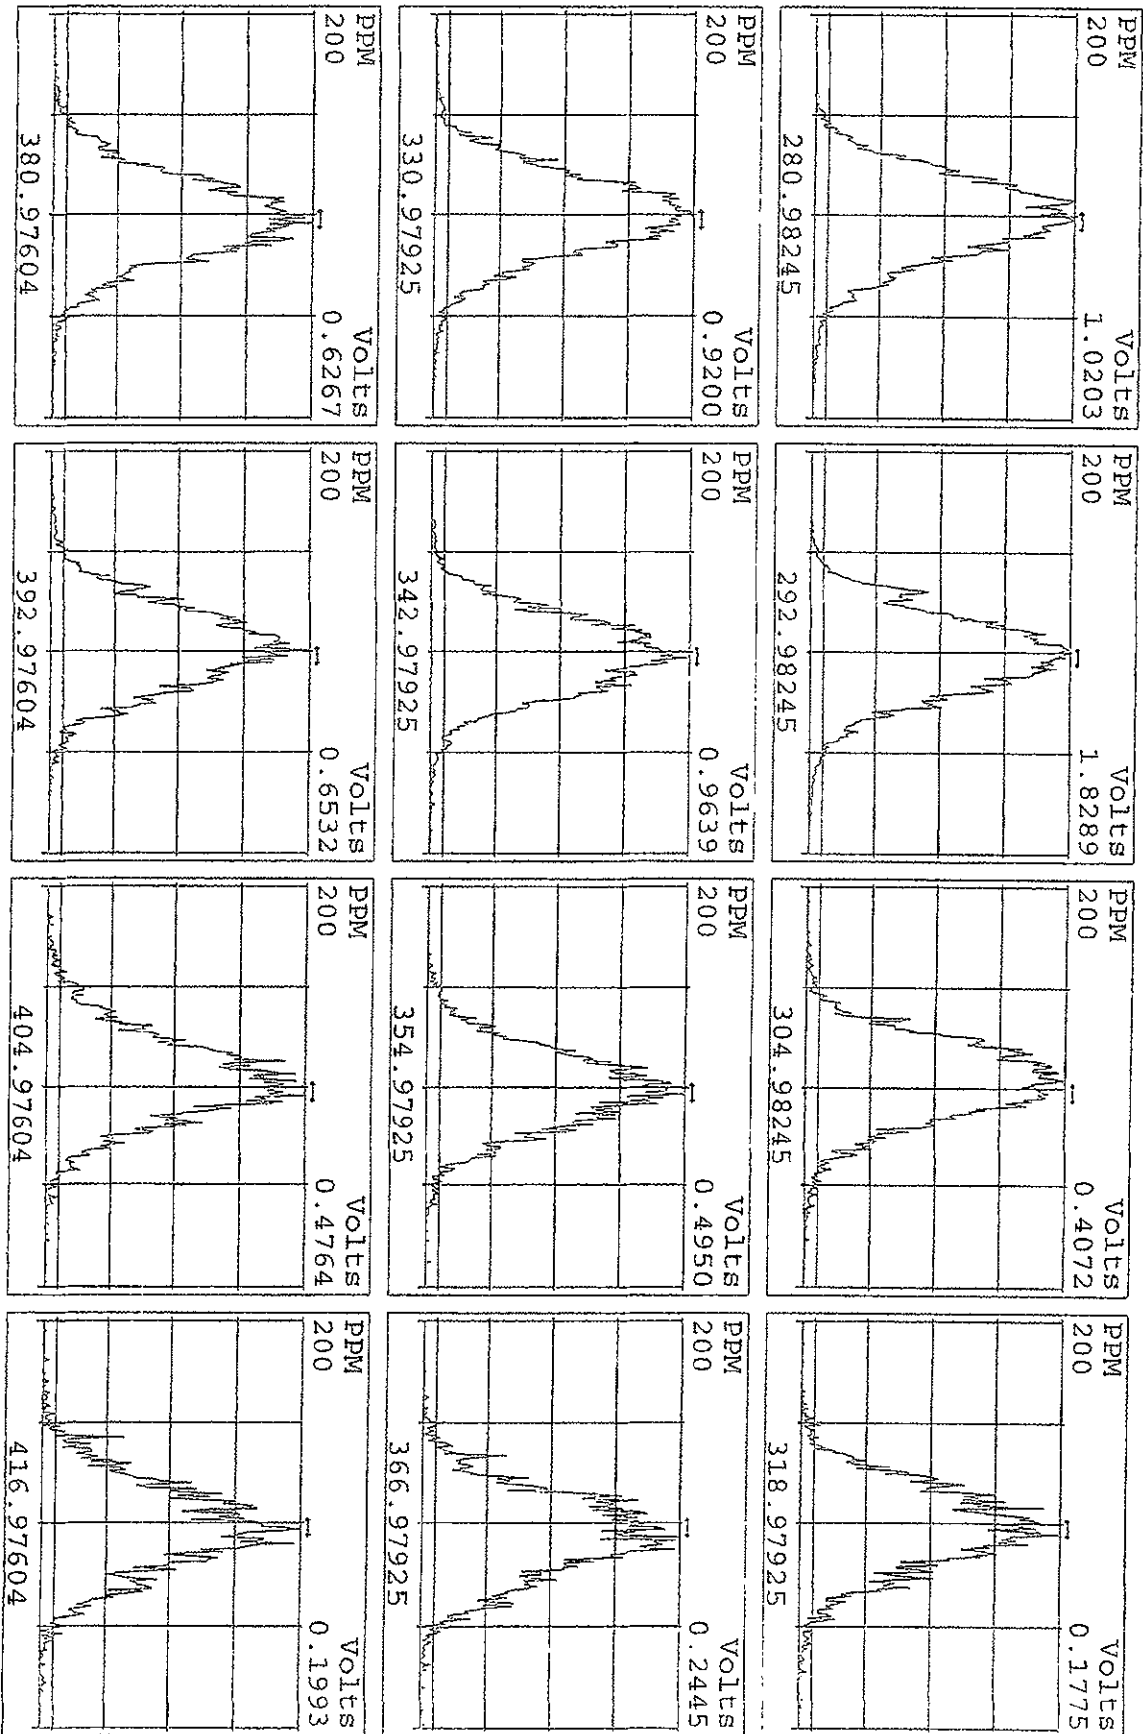 PPM Volts
200 1.0203
280.98245
PPM Volts
200 1.8289
292.98245
PPM Volts
200 0.4072
304.98245
PPM Volts
200 0.1775
318.97925
PPM Volts
200 0.9200
330.97925
PPM Volts
200 0.9639
342.97925
PPM Volts
200 0.4950
354.97925
PPM Volts
200 0.2445
366.97925
PPM Volts
200 0.6267
380.97604
PPM Volts
200 0.6532
392.97604
PPM Volts
200 0.4764
404.97604
PPM Volts
200 0.1993
416.97604